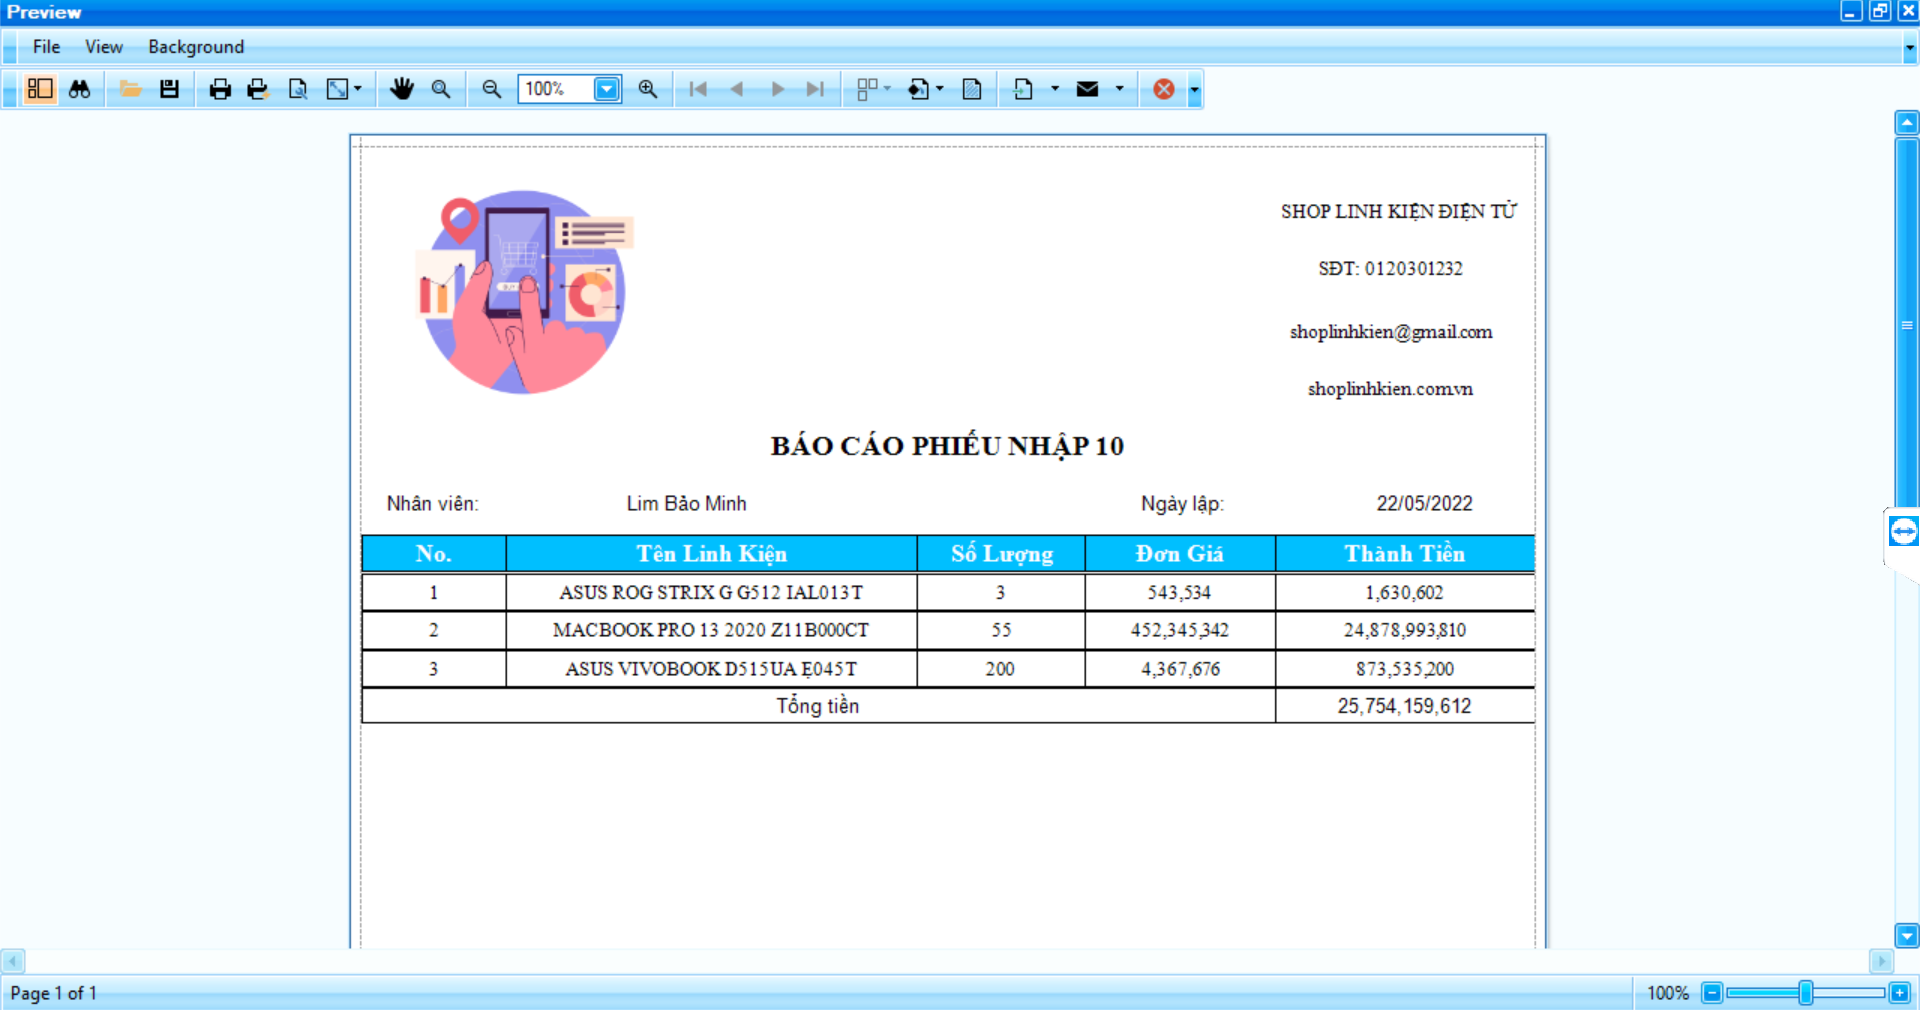 Preview
File View Background
100%
SHOP LINH KIỆN ĐIỆN TỬ
SĐT: 0120301232
shoplinhkien@gmail.com
shoplinhkien.com.vn
BÁO CÁO PHIẾU NHẬP 10
Nhân viên: Lim Bảo Minh Ngày lập: 22/05/2022
No. Tên Linh Kiện Số Lượng Đơn Giá Thành Tiền
1 ASUS ROG STRIX G G512 IAL013T 3 543,534 1,630,602
2 MACBOOK PRO 13 2020 Z11B000CT 55 452,345,342 24,878,993,810
3 ASUS VIVOBOOK D515UA EJ045T 200 4,367,676 873,535,200
Tổng tiền 25,754,159,612
Page 1 of 1 100%